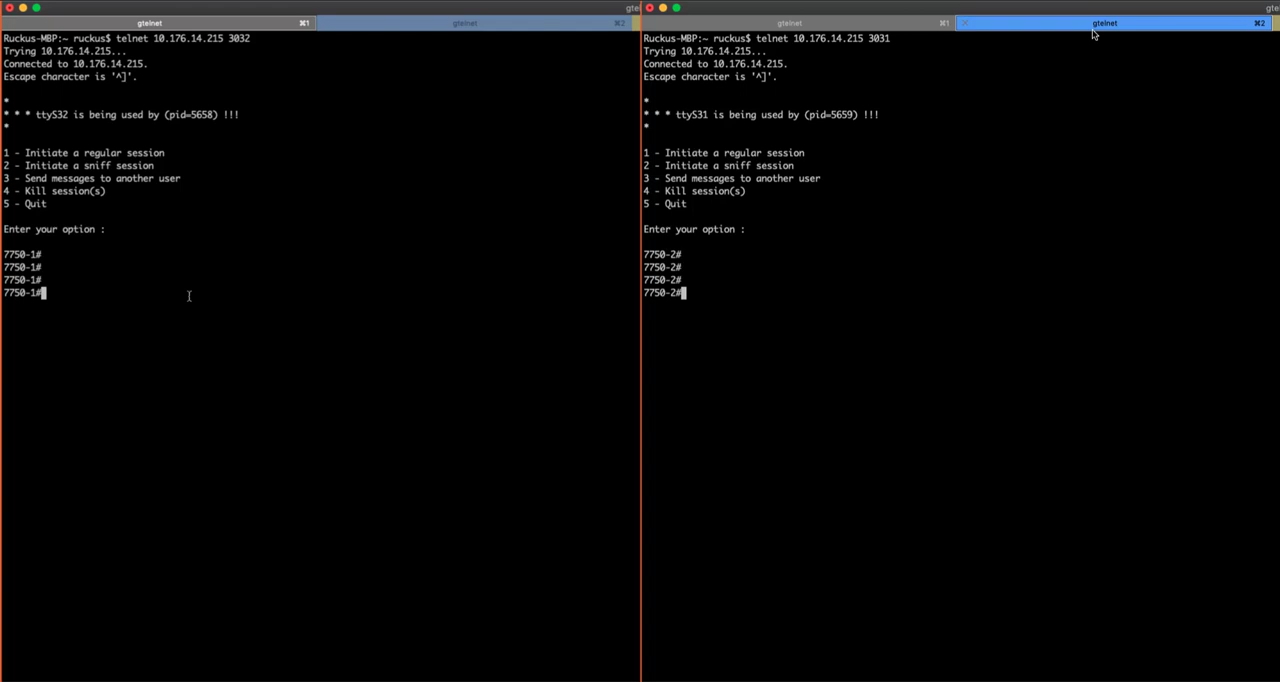 gte
gtelnet ⌘1 gtelnet ⌘2
Ruckus-MBP:~ ruckus$ telnet 10.176.14.215 3032
Trying 10.176.14.215...
Connected to 10.176.14.215.
Escape character is '^]'.
*
* * * ttyS32 is being used by (pid=5658) !!!
*
1 - Initiate a regular session
2 - Initiate a sniff session
3 - Send messages to another user
4 - Kill session(s)
5 - Quit
Enter your option :
7750-1#
7750-1#
7750-1#
7750-1#
gte
gtelnet ⌘1 gtelnet ⌘2
Ruckus-MBP:~ ruckus$ telnet 10.176.14.215 3031
Trying 10.176.14.215...
Connected to 10.176.14.215.
Escape character is '^]'.
*
* * * ttyS31 is being used by (pid=5659) !!!
*
1 - Initiate a regular session
2 - Initiate a sniff session
3 - Send messages to another user
4 - Kill session(s)
5 - Quit
Enter your option :
7750-2#
7750-2#
7750-2#
7750-2#